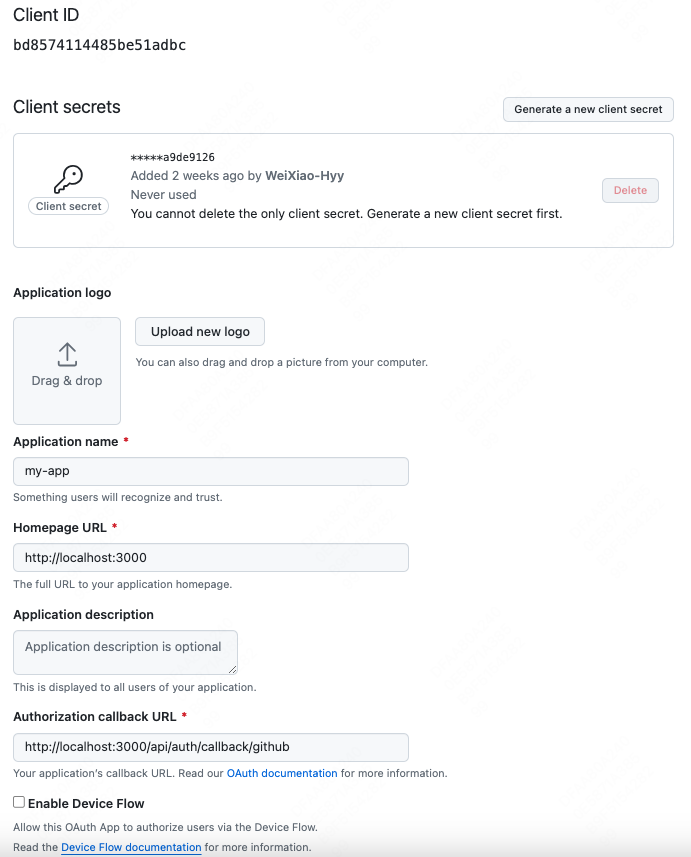 Client ID
bd8574114485be51adbc
Client secrets
Generate a new client secret
*****a9de9126
Added 2 weeks ago by WeiXiao-Hyy
Never used
Client secret
You cannot delete the only client secret. Generate a new client secret first.
Delete
Application logo
Upload new logo
You can also drag and drop a picture from your computer.
Drag & drop
Application name *
my-app
Something users will recognize and trust.
Homepage URL *
http://localhost:3000
The full URL to your application homepage.
Application description
Application description is optional
This is displayed to all users of your application.
Authorization callback URL *
http://localhost:3000/api/auth/callback/github
Your application's callback URL. Read our OAuth documentation for more information.
Enable Device Flow
Allow this OAuth App to authorize users via the Device Flow.
Read the Device Flow documentation for more information.